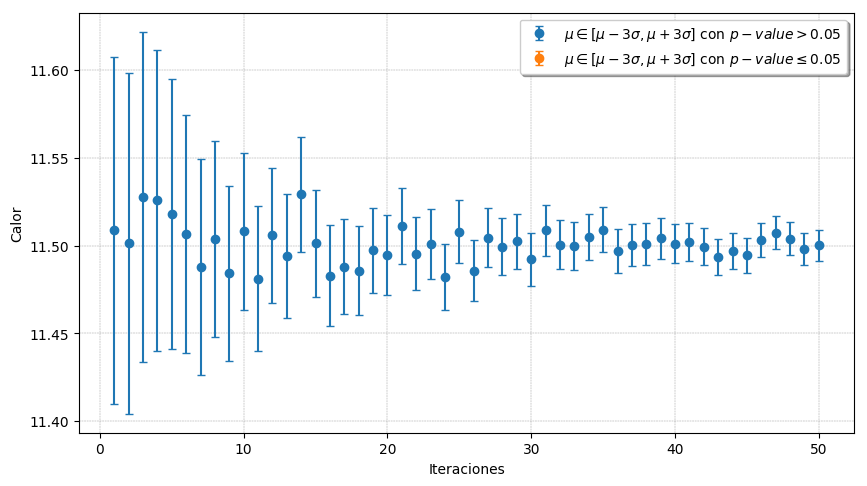 μ ∈ [μ − 3σ, μ + 3σ] con p − value > 0.05
μ ∈ [μ − 3σ, μ + 3σ] con p − value ≤ 0.05
11.60
11.55
11.50
11.45
11.40
Calor
0 10 20 30 40 50
Iteraciones